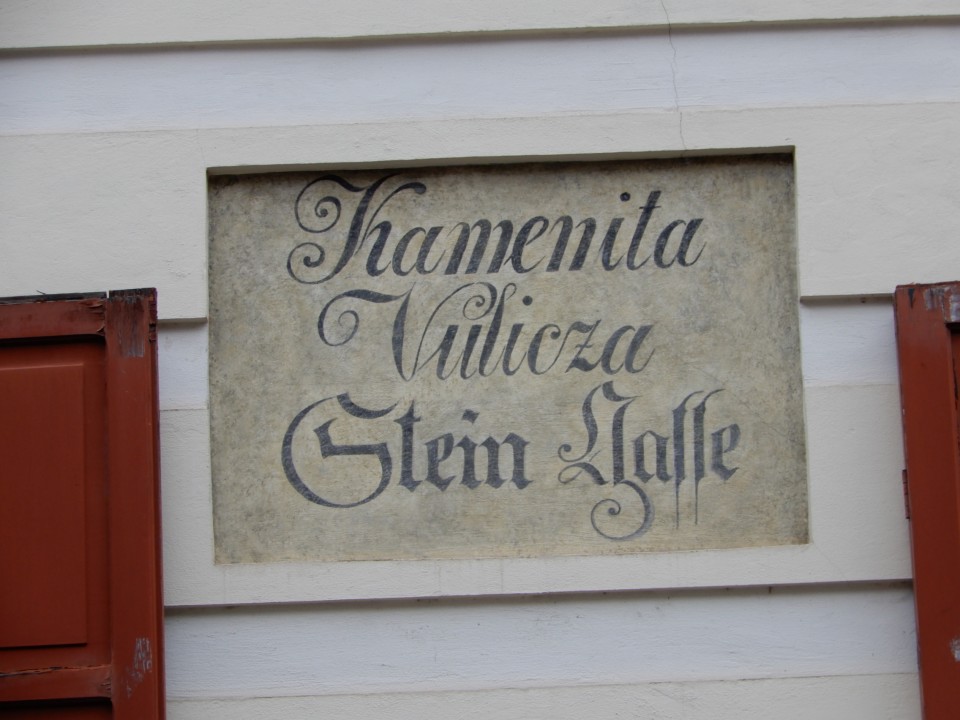 Kamenita
Vulicza
Stein Gasse